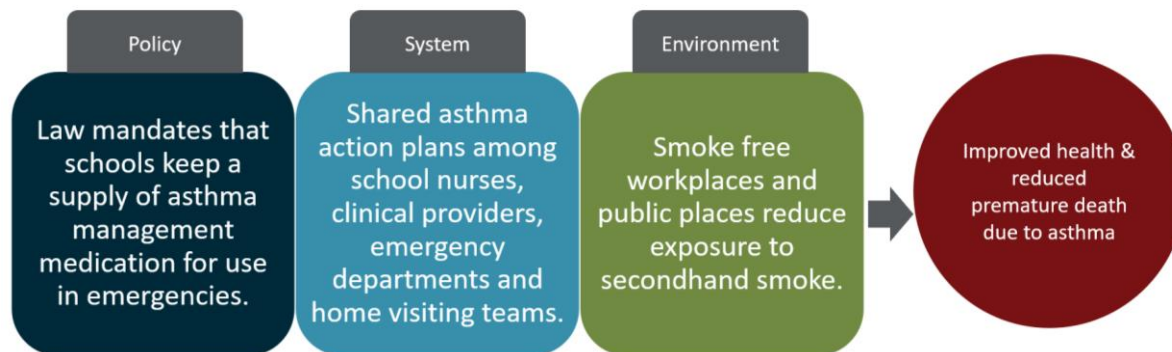 Policy
Law mandates that
schools keep a
supply of asthma
management
medication for use
in emergencies.
System
Shared asthma
action plans among
school nurses,
clinical providers,
emergency
departments and
home visiting teams.
Environment
Smoke free
workplaces and
public places reduce
exposure to
secondhand smoke.
Improved health &
reduced
premature death
due to asthma